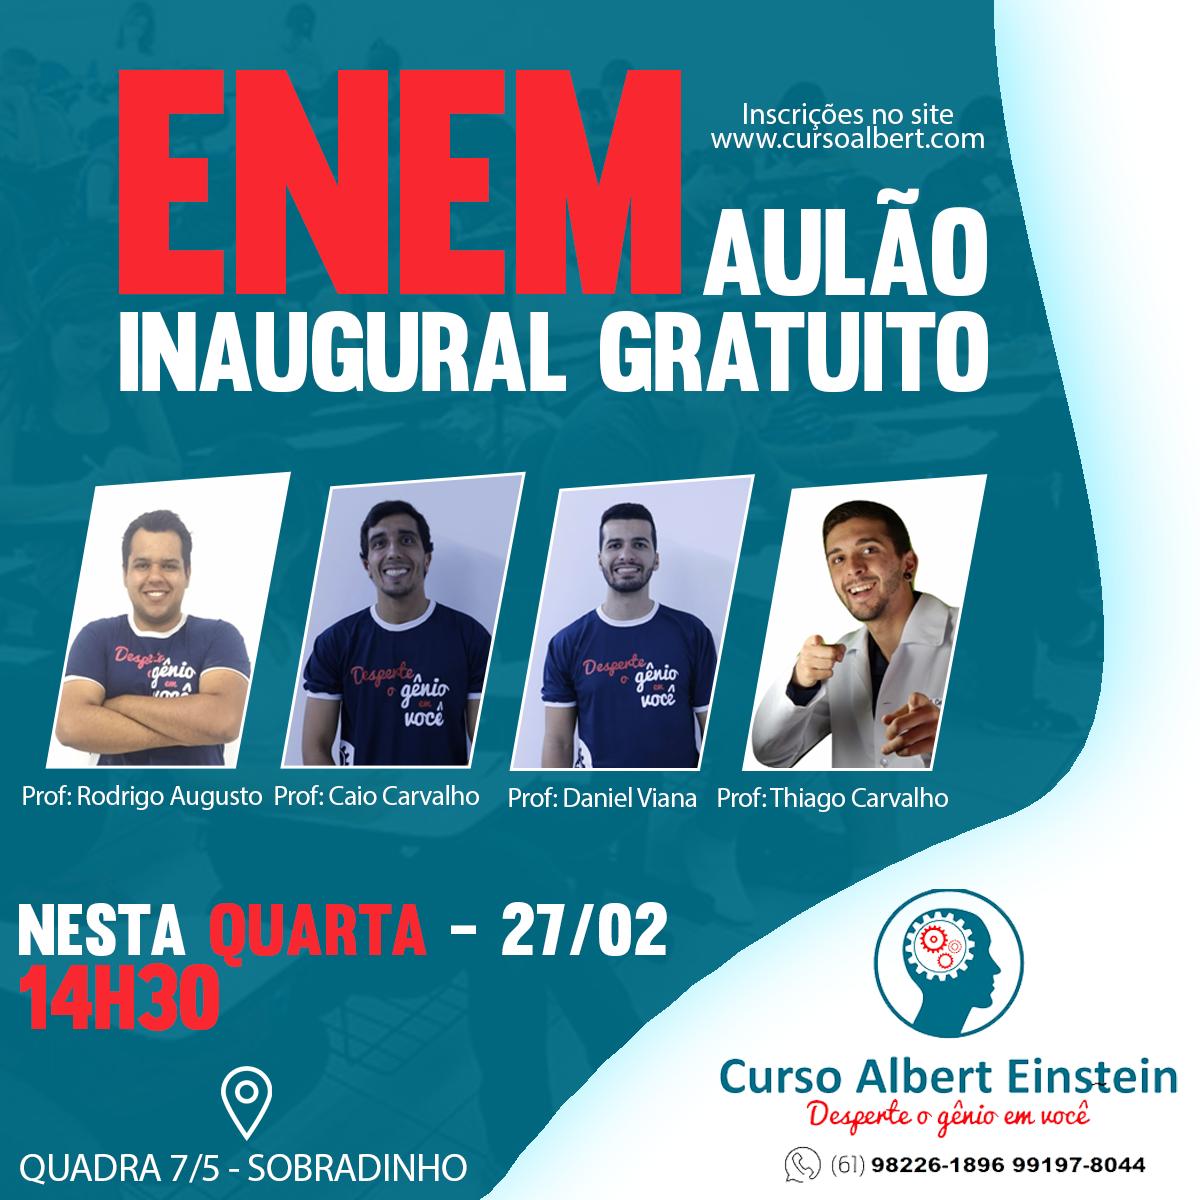 Inscrições no site
www.cursoalbert.com
ENEM AULÃO
INAUGURAL GRATUITO
Desperte
o gênio
em
você
Desperte
o gênio
em
você
Desperte
o gênio
em
você
Prof: Rodrigo Augusto
Prof: Caio Carvalho
Prof: Daniel Viana
Prof: Thiago Carvalho
NESTA QUARTA - 27/02
14H30
QUADRA 7/5 - SOBRADINHO
Curso Albert Einstein
Desperte o gênio em você
(61) 98226-1896 99197-8044